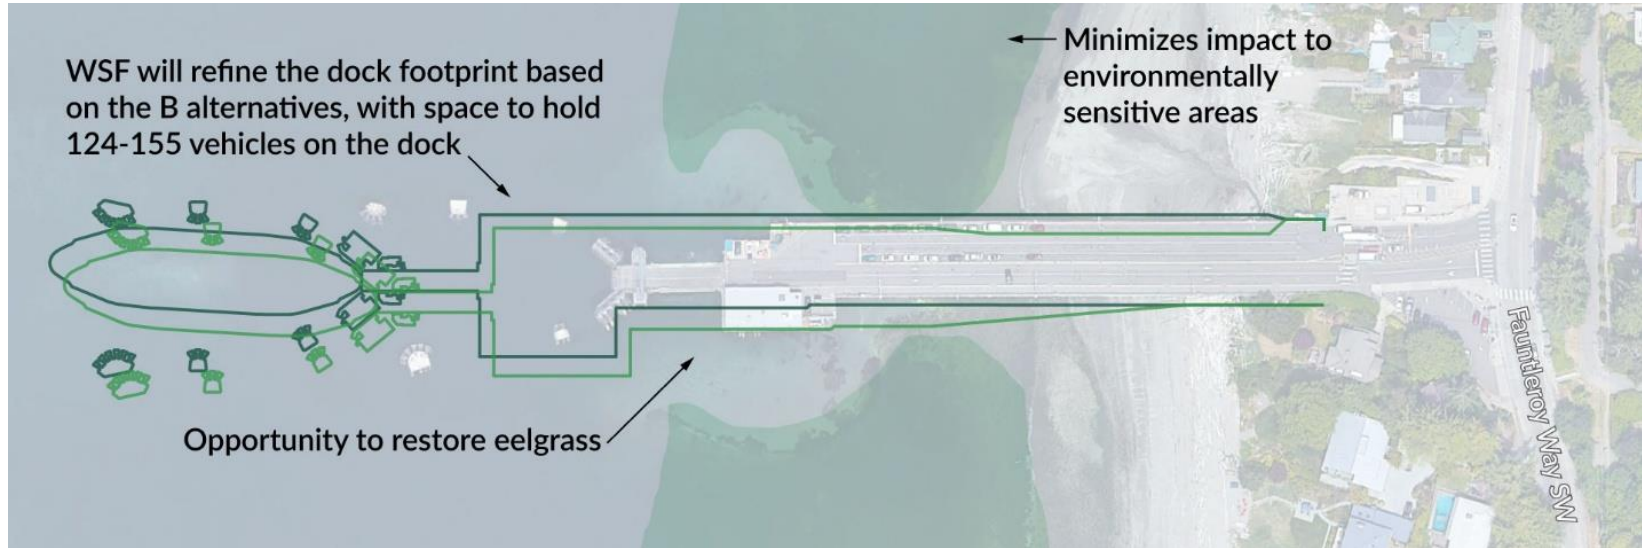 WSF will refine the dock footprint based
on the B alternatives, with space to hold
124-155 vehicles on the dock
Minimizes impact to
environmentally
sensitive areas
Opportunity to restore eelgrass
Fauntleroy Way SW